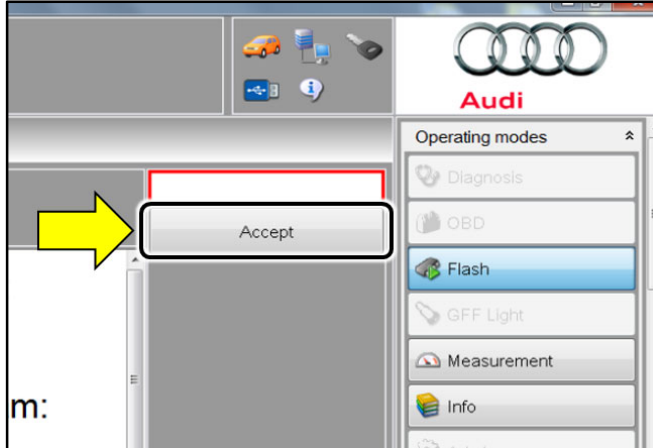 Audi
Operating modes
Diagnosis
Accept
OBD
Flash
GFF Light
Measurement
m:
Info